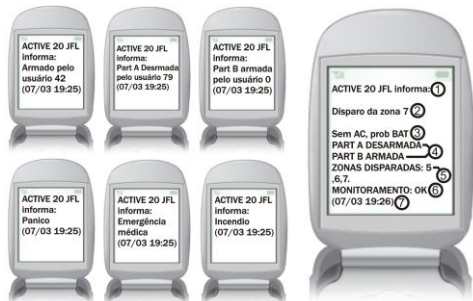 ACTIVE 20 JFL
informa:
Armado pelo
usuário 42
(07/03 19:25)
ACTIVE 20 JFL
informa:
Part A Desrmada
pelo usuário 79
(07/03 19:25)
ACTIVE 20 JFL
informa:
Part B armada
pelo usuário 0
(07/03 19:25)
ACTIVE 20 JFL
informa:
Panico
(07/03 19:25)
ACTIVE 20 JFL
informa:
Emergência
médica
(07/03 19:25)
ACTIVE 20 JFL
informa:
Incendio
(07/03 19:25)
ACTIVE 20 JFL informa: 1
Disparo da zona 7 2
Sem AC, prob BAT 3
PART A DESARMADA 4
PART B ARMADA
ZONAS DISPARADAS: 5 5
,6,7.
MONITORAMENTO: OK 6
(07/03 19:26) 7